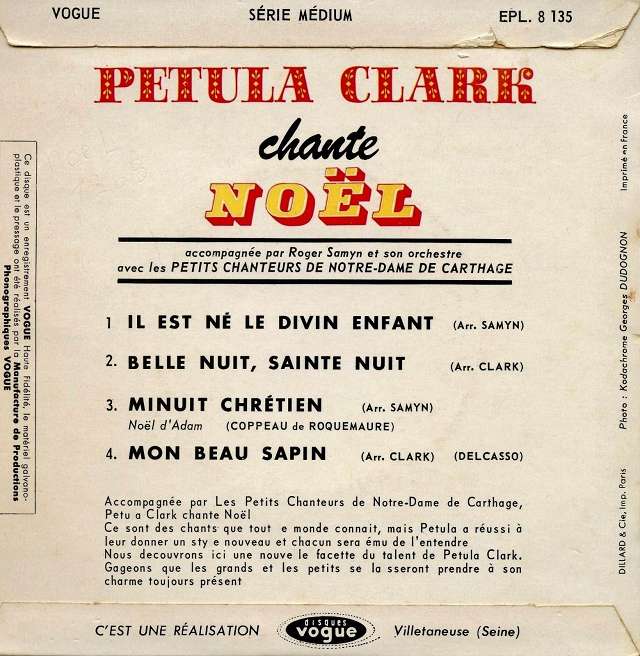 VOGUE SÉRIE MÉDIUM EPL. 8 135
PETULA CLARK
chante
NOËL
accompagnée par Roger Samyn et son orchestre
avec les PETITS CHANTEURS DE NOTRE-DAME DE CARTHAGE
1 IL EST NÉ LE DIVIN ENFANT (Arr. SAMYN)
2. BELLE NUIT, SAINTE NUIT (Arr. CLARK)
3. MINUIT CHRÉTIEN (Arr. SAMYN)
Noël d'Adam (COPPEAU de ROQUEMAURE)
4. MON BEAU SAPIN (Arr. CLARK) (DELCASSO)
Accompagnée par Les Petits Chanteurs de Notre-Dame de Carthage,
Petu a Clark chante Noël
Ce sont des chants que tout e monde connait, mais Petula a réussi à
leur donner un sty e nouveau et chacun sera ému de l'entendre
Nous decouvrons ici une nouve le facette du talent de Petula Clark.
Gageons que les grands et les petits se la sseront prendre à son
charme toujours présent
Ce disque est un enregistrement VOGUE Haute Fidélité, le matériel galvano-
plastique et le pressage ont été réalisés par la Manufacture de Productions
Phonographiques VOGUE
Imprimé en France
Photo : Kodachrome Georges DUDOGNON
DILLARD & Cie, Imp. Paris
C'EST UNE RÉALISATION disques vogue Villetaneuse (Seine)